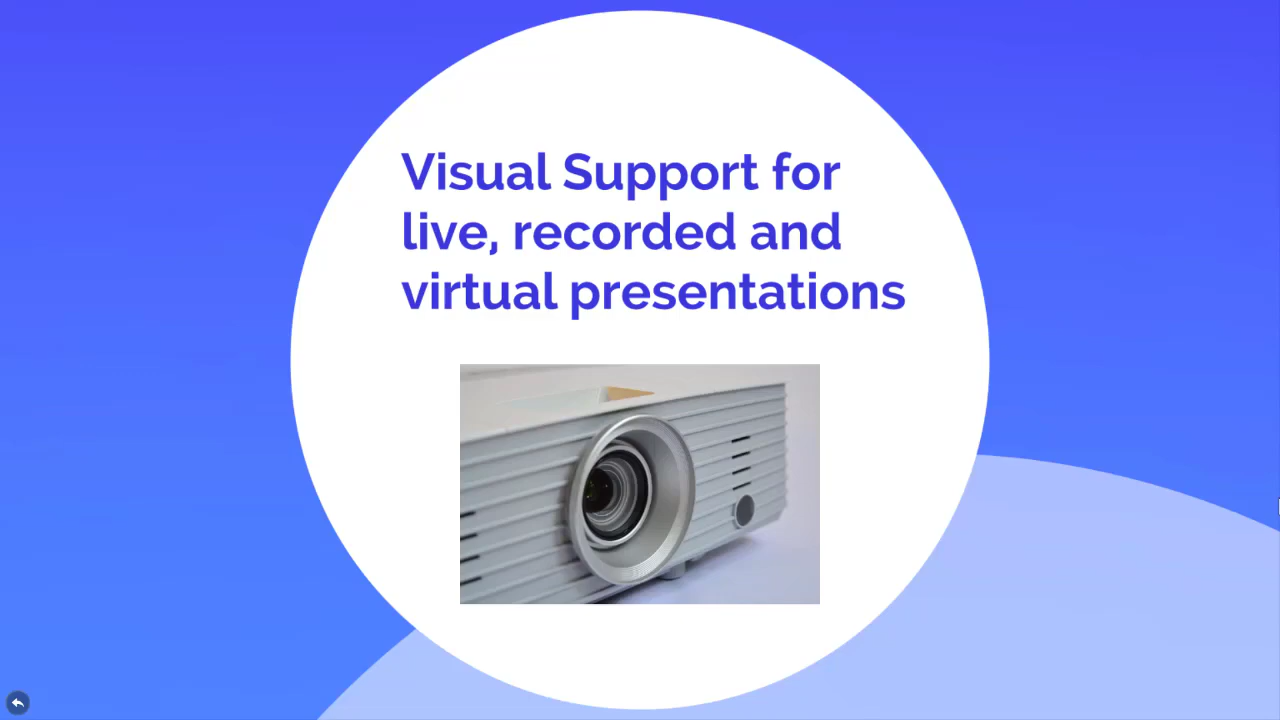 Visual Support for
live, recorded and
virtual presentations